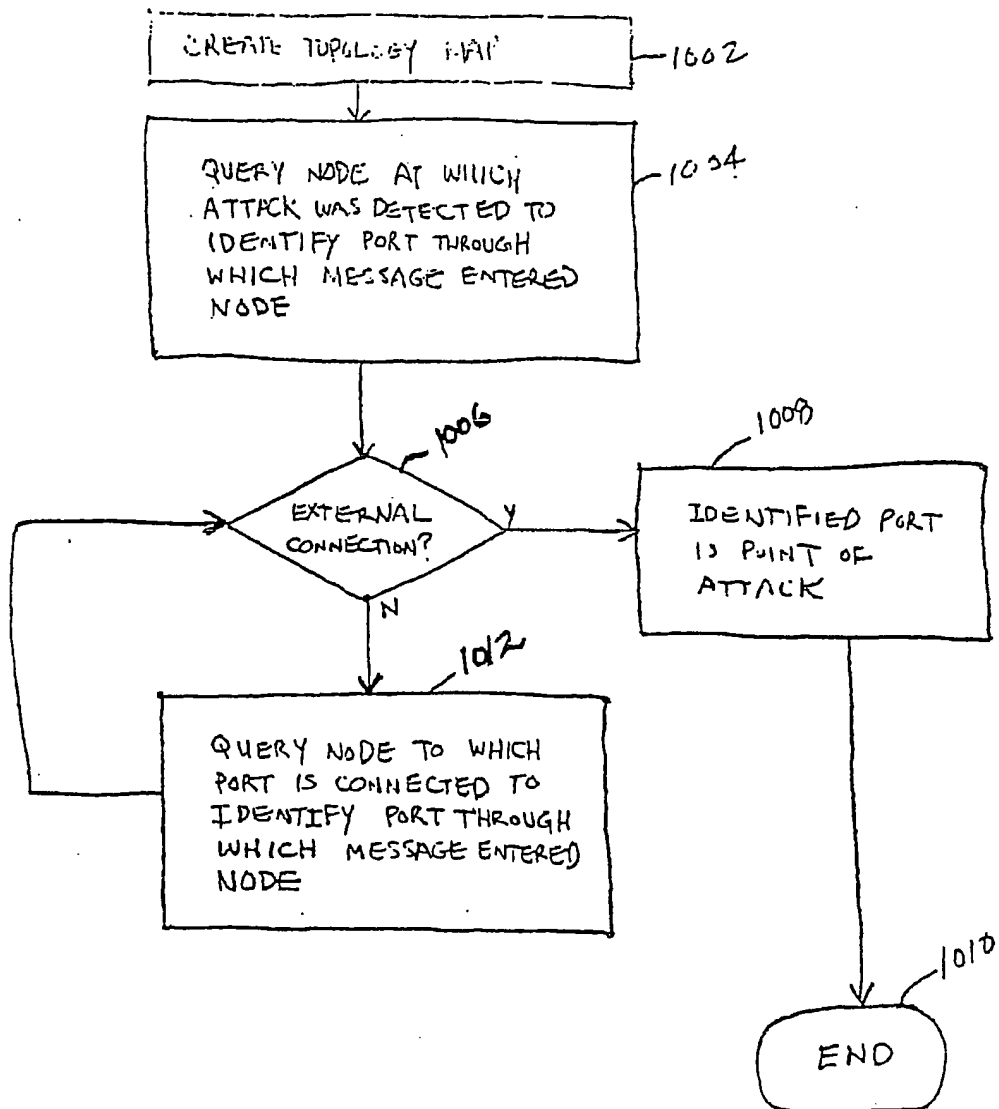 CREATE TOPOLOGY MAP
1002
QUERY NODE AT WHICH
ATTACK WAS DETECTED TO
IDENTIFY PORT THROUGH
WHICH MESSAGE ENTERED
NODE
1004
1006
EXTERNAL
CONNECTION?
Y
N
1008
IDENTIFIED PORT
IS POINT OF
ATTACK
1012
QUERY NODE TO WHICH
PORT IS CONNECTED TO
IDENTIFY PORT THROUGH
WHICH MESSAGE ENTERED
NODE
1010
END